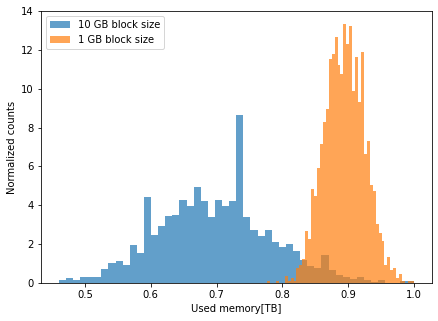 14
12
10
8
6
4
2
0
Normalized counts
10 GB block size
1 GB block size
0.5 0.6 0.7 0.8 0.9 1.0
Used memory[TB]